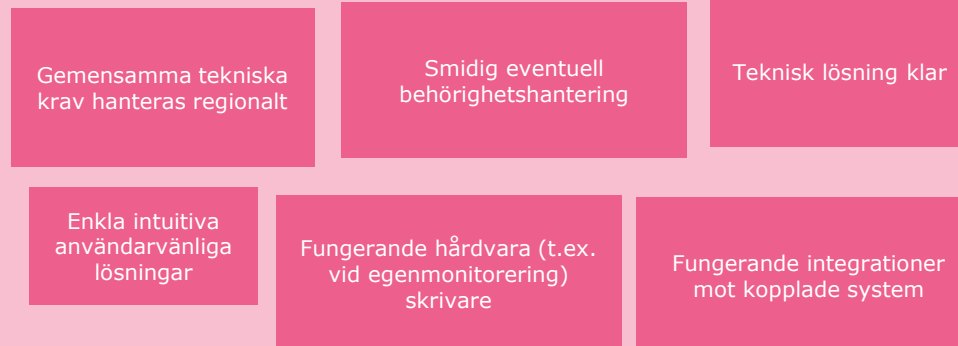 Gemensamma tekniska
krav hanteras regionalt
Smidig eventuell
behörighetshantering
Teknisk lösning klar
Enkla intuitiva
användarvänliga
lösningar
Fungerande hårdvara (t.ex.
vid egenmonitorering)
skrivare
Fungerande integrationer
mot kopplade system